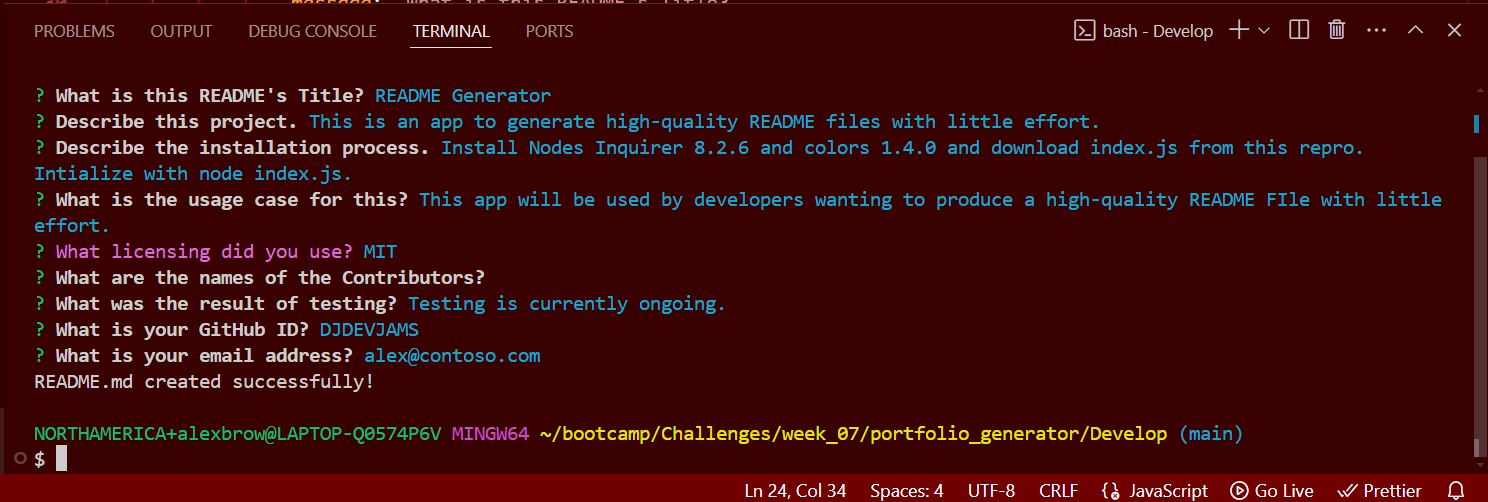 message: "What is this README's Title?"
PROBLEMS OUTPUT DEBUG CONSOLE TERMINAL PORTS bash - Develop
? What is this README's Title? README Generator
? Describe this project. This is an app to generate high-quality README files with little effort.
? Describe the installation process. Install Nodes Inquirer 8.2.6 and colors 1.4.0 and download index.js from this repro.
Intialize with node index.js.
? What is the usage case for this? This app will be used by developers wanting to produce a high-quality README FIle with little
effort.
? What licensing did you use? MIT
? What are the names of the Contributors?
? What was the result of testing? Testing is currently ongoing.
? What is your GitHub ID? DJDEVJAMS
? What is your email address? alex@contoso.com
README.md created successfully!
NORTHAMERICA+alexbrow@LAPTOP-Q0574P6V MINGW64 ~/bootcamp/Challenges/week_07/portfolio_generator/Develop (main)
$
Ln 24, Col 34 Spaces: 4 UTF-8 CRLF JavaScript Go Live Prettier